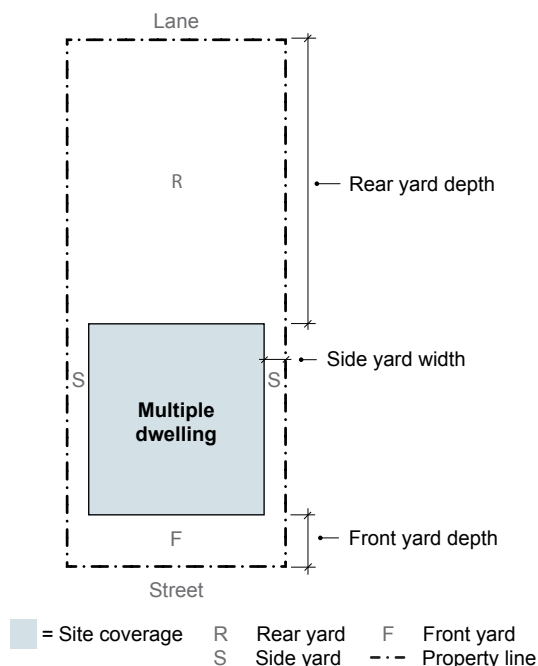 Lane
R
Rear yard depth
Side yard width
S
S
Multiple
dwelling
F
Front yard depth
Street
= Site coverage R Rear yard F Front yard
S Side yard Property line